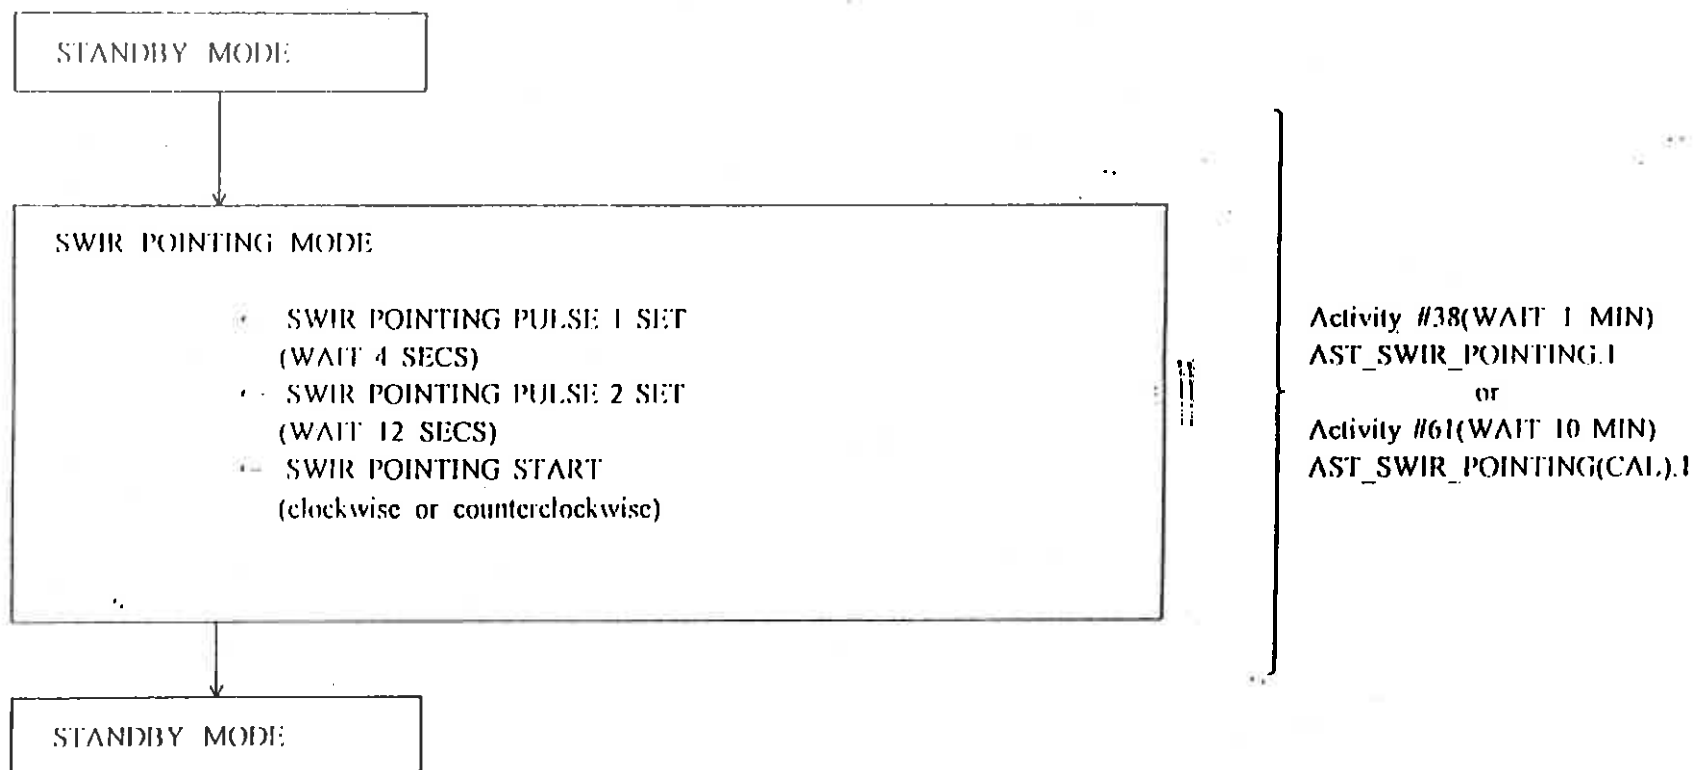 STANDBY MODE
SWIR POINTING MODE
SWIR POINTING PULSE 1 SET
(WAIT 4 SECS)
SWIR POINTING PULSE 2 SET
(WAIT 12 SECS)
SWIR POINTING START
(clockwise or counterclockwise)
Activity #38(WAIT 1 MIN)
AST_SWIR_POINTING.1
or
Activity #61(WAIT 10 MIN)
AST_SWIR_POINTING(CAL).1
STANDBY MODE